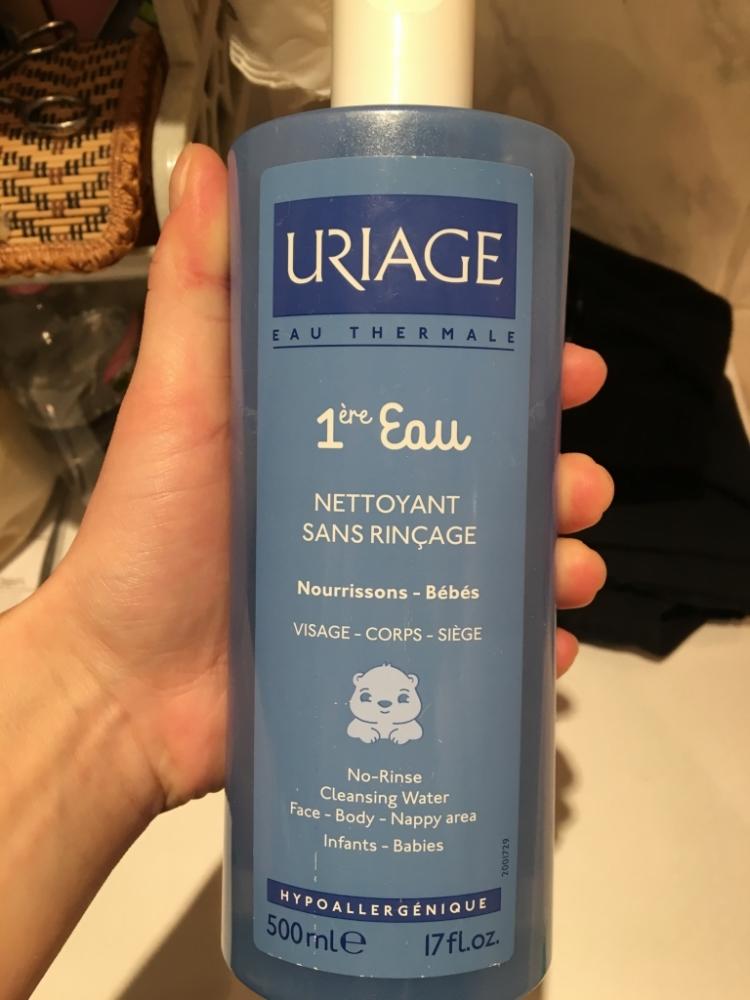 URIAGE
EAU THERMALE
1ère Eau
NETTOYANT
SANS RINÇAGE
Nourrissons - Bébés
VISAGE - CORPS - SIÈGE
No-Rinse
Cleansing Water
Face - Body - Nappy area
Infants - Babies
2001729
HYPOALLERGÉNIQUE
500 ml e 17 fl.oz.